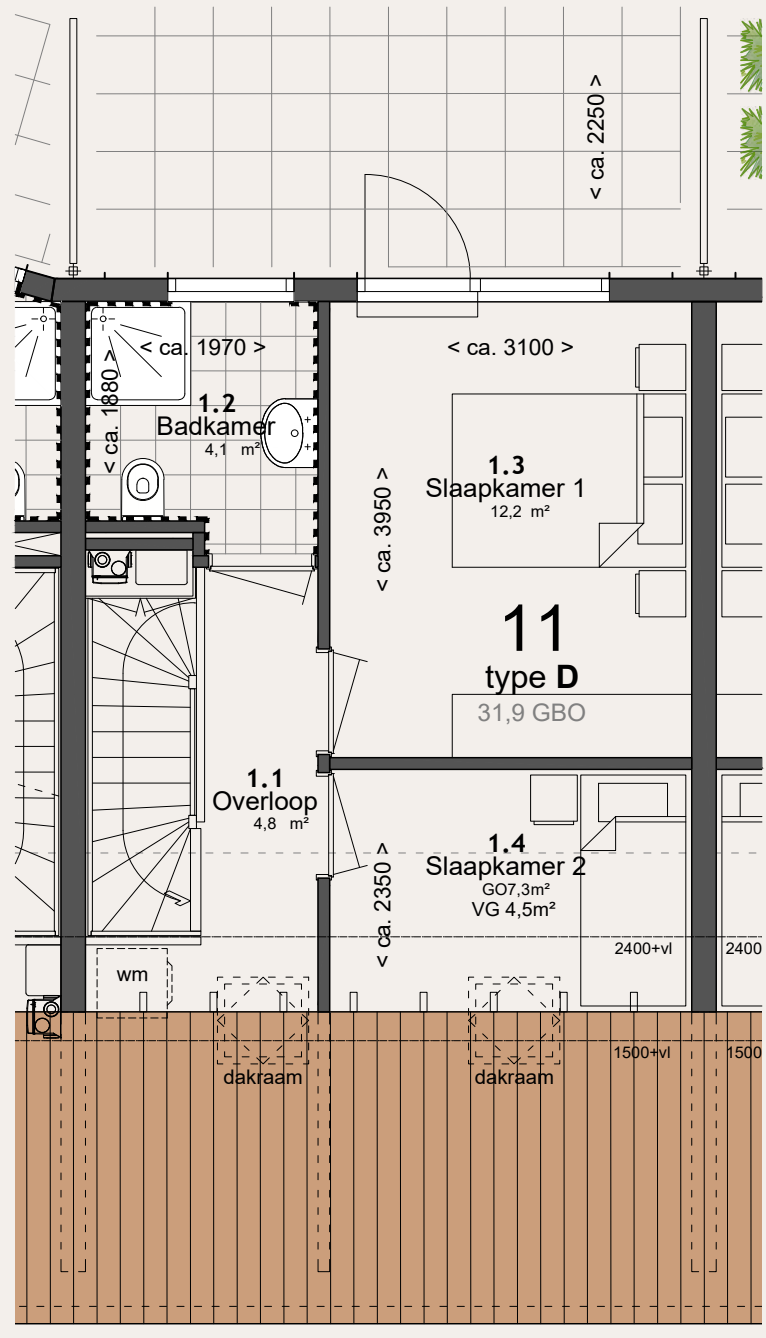 < ca. 2250 >
< ca. 1970 >
< ca. 3100 >
< ca. 1880 >
1.2
Badkamer
4,1 m²
< ca. 3950 >
1.3
Slaapkamer 1
12,2 m²
11
type D
31,9 GBO
1.1
Overloop
4,8 m²
< ca. 2350 >
1.4
Slaapkamer 2
GO7,3m²
VG 4,5m²
2400+vl
2400
wm
1500+vl
1500
dakraam
dakraam